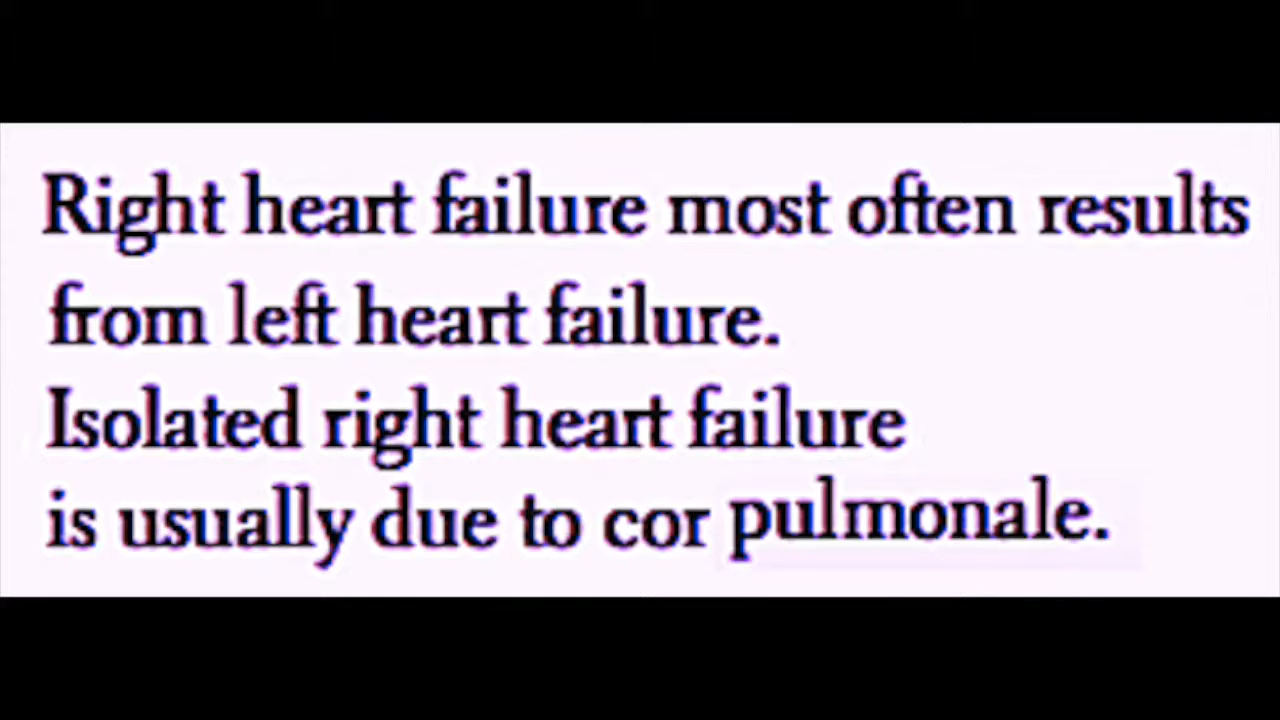 Right heart failure most often results
from left heart failure.
Isolated right heart failure
is usually due to cor pulmonale.